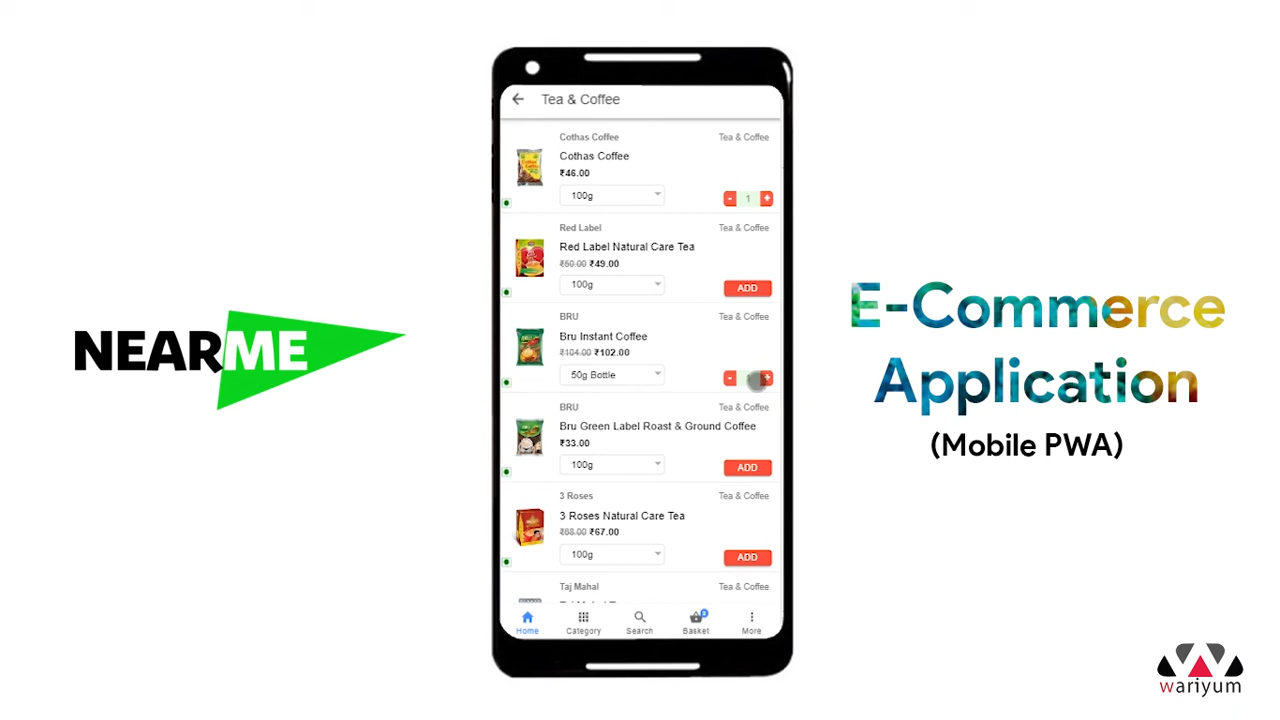 NEARME
Tea & Coffee
Cothas Coffee
Tea & Coffee
Cothas Coffee
₹46.00
100g
-
1
+
Red Label
Tea & Coffee
Red Label Natural Care Tea
₹50.00 ₹49.00
100g
ADD
BRU
Tea & Coffee
Bru Instant Coffee
₹104.00 ₹102.00
50g Bottle
-
+
BRU
Tea & Coffee
Bru Green Label Roast & Ground Coffee
₹33.00
100g
ADD
3 Roses
Tea & Coffee
3 Roses Natural Care Tea
₹68.00 ₹67.00
100g
ADD
Taj Mahal
Tea & Coffee
Home
Category
Search
Basket
More
E-Commerce
Application
(Mobile PWA)
wariyum